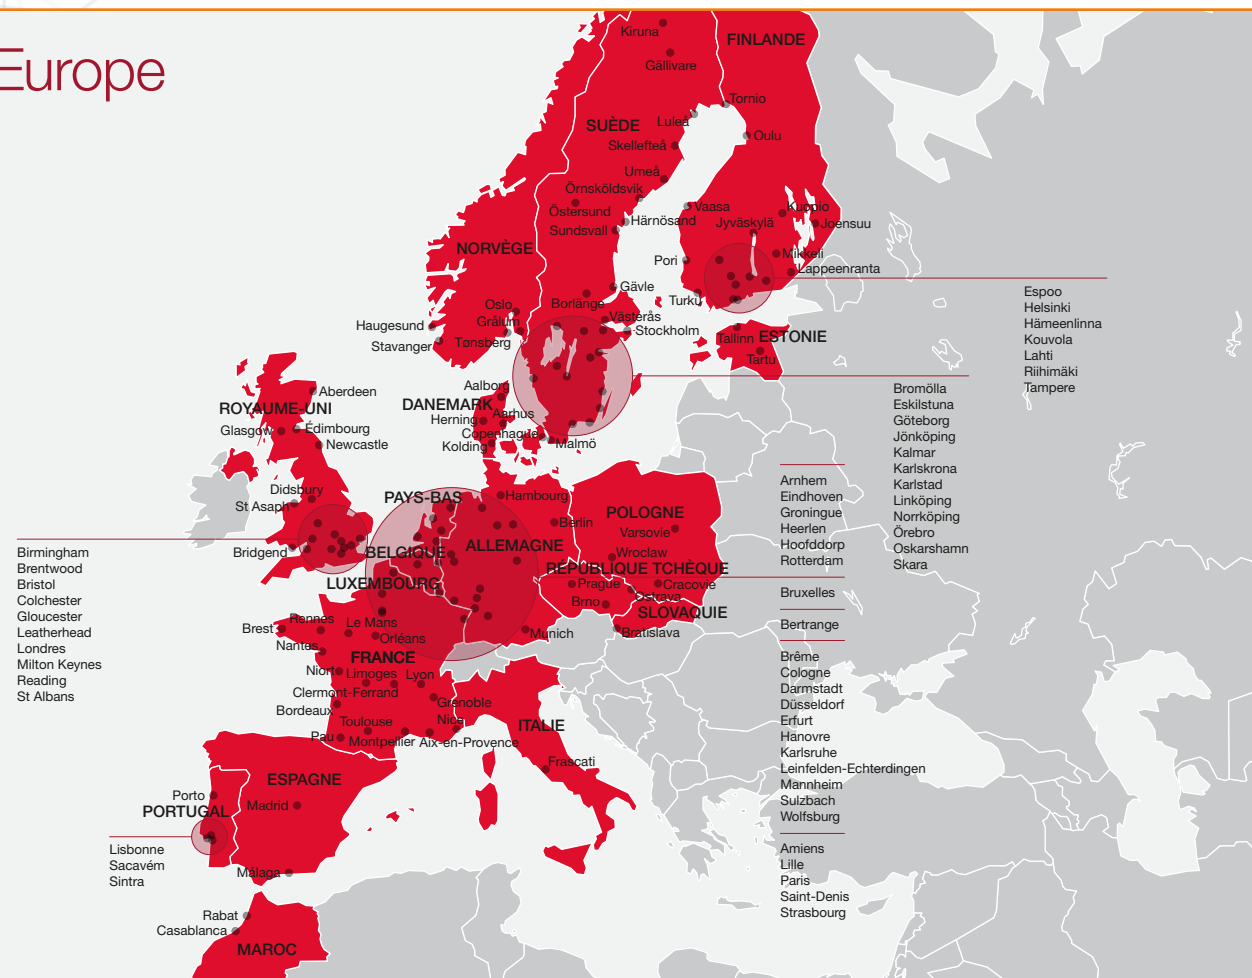 Europe
Kiruna
FINLANDE
Gällivare
Tornio
Luleå
SUÈDE
Oulu
Skellefteå
Umeå
Örnsköldsvik
Östersund
Vaasa
Kuopio
Härnösand
Jyväskylä
Joensuu
Sundsvall
NORVÈGE
Mikkeli
Pori
Lappeenranta
Gävle
Turku
Borlänge
Oslo
Västerås
Grålum
Haugesund
Stockholm
Stavanger
Tønsberg
Tallinn
ESTONIE
Tartu
Espoo
Helsinki
Hämeenlinna
Kouvola
Lahti
Riihimäki
Tampere
Aalborg
Aberdeen
ROYAUME-UNI
DANEMARK
Aarhus
Herning
Glasgow
Édimbourg
Copenhague
Newcastle
Kolding
Malmö
Bromölla
Eskilstuna
Göteborg
Jönköping
Kalmar
Karlskrona
Karlstad
Linköping
Norrköping
Örebro
Oskarshamn
Skara
Didsbury
St Asaph
PAYS-BAS
Hambourg
POLOGNE
Berlin
Varsovie
Bridgend
BELGIQUE
ALLEMAGNE
Wroclaw
RÉPUBLIQUE TCHÈQUE
LUXEMBOURG
Prague
Cracovie
Ostrava
Brno
SLOVAQUIE
Bratislava
Munich
Birmingham
Brentwood
Bristol
Colchester
Gloucester
Leatherhead
Londres
Milton Keynes
Reading
St Albans
Arnhem
Eindhoven
Groningue
Heerlen
Hoofddorp
Rotterdam
Bruxelles
Bertrange
Brême
Cologne
Darmstadt
Düsseldorf
Erfurt
Hanovre
Karlsruhe
Leinfelden-Echterdingen
Mannheim
Sulzbach
Wolfsburg
Amiens
Lille
Paris
Saint-Denis
Strasbourg
Brest
Rennes
Le Mans
Orléans
Nantes
FRANCE
Niort
Limoges
Lyon
Clermont-Ferrand
Grenoble
Bordeaux
Toulouse
Nice
Pau
Montpellier
Aix-en-Provence
ITALIE
Frascati
ESPAGNE
Porto
Madrid
PORTUGAL
Lisbonne
Sacavém
Sintra
Málaga
Rabat
Casablanca
MAROC